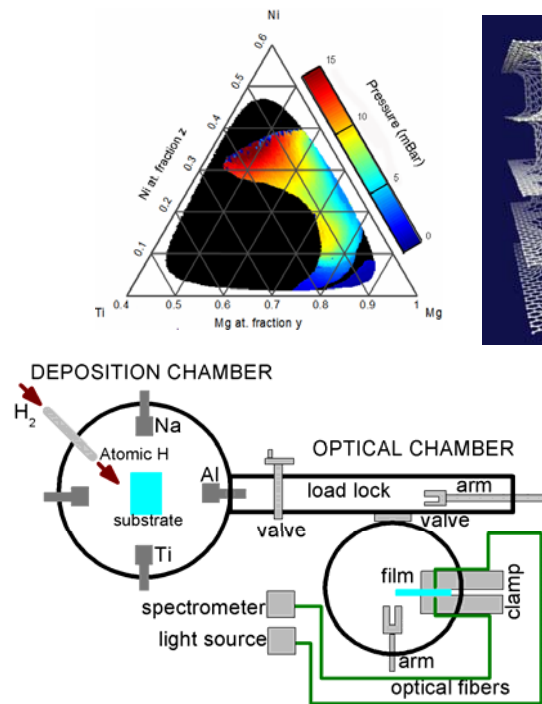 Ni
0.6
0.5
0.4
0.3
0.2
0.1
Ni at. fraction z
15
10
5
0
Pressure (mBar)
Ti
0.4
0.5
0.6
0.7
0.8
0.9
1
Mg
Mg at. fraction y
DEPOSITION CHAMBER
H2
Na
Atomic H
Al
substrate
Ti
OPTICAL CHAMBER
load lock
arm
valve
valve
film
clamp
spectrometer
light source
arm
optical fibers